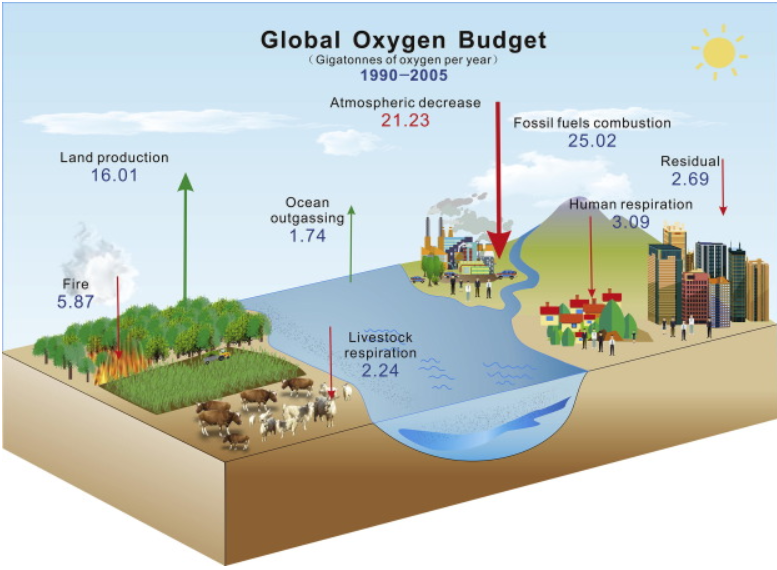 Global Oxygen Budget
(Gigatonnes of oxygen per year)
1990−2005
Atmospheric decrease
21.23
Fossil fuels combustion
25.02
Land production
16.01
Residual
2.69
Ocean
outgassing
1.74
Human respiration
3.09
Fire
5.87
Livestock
respiration
2.24